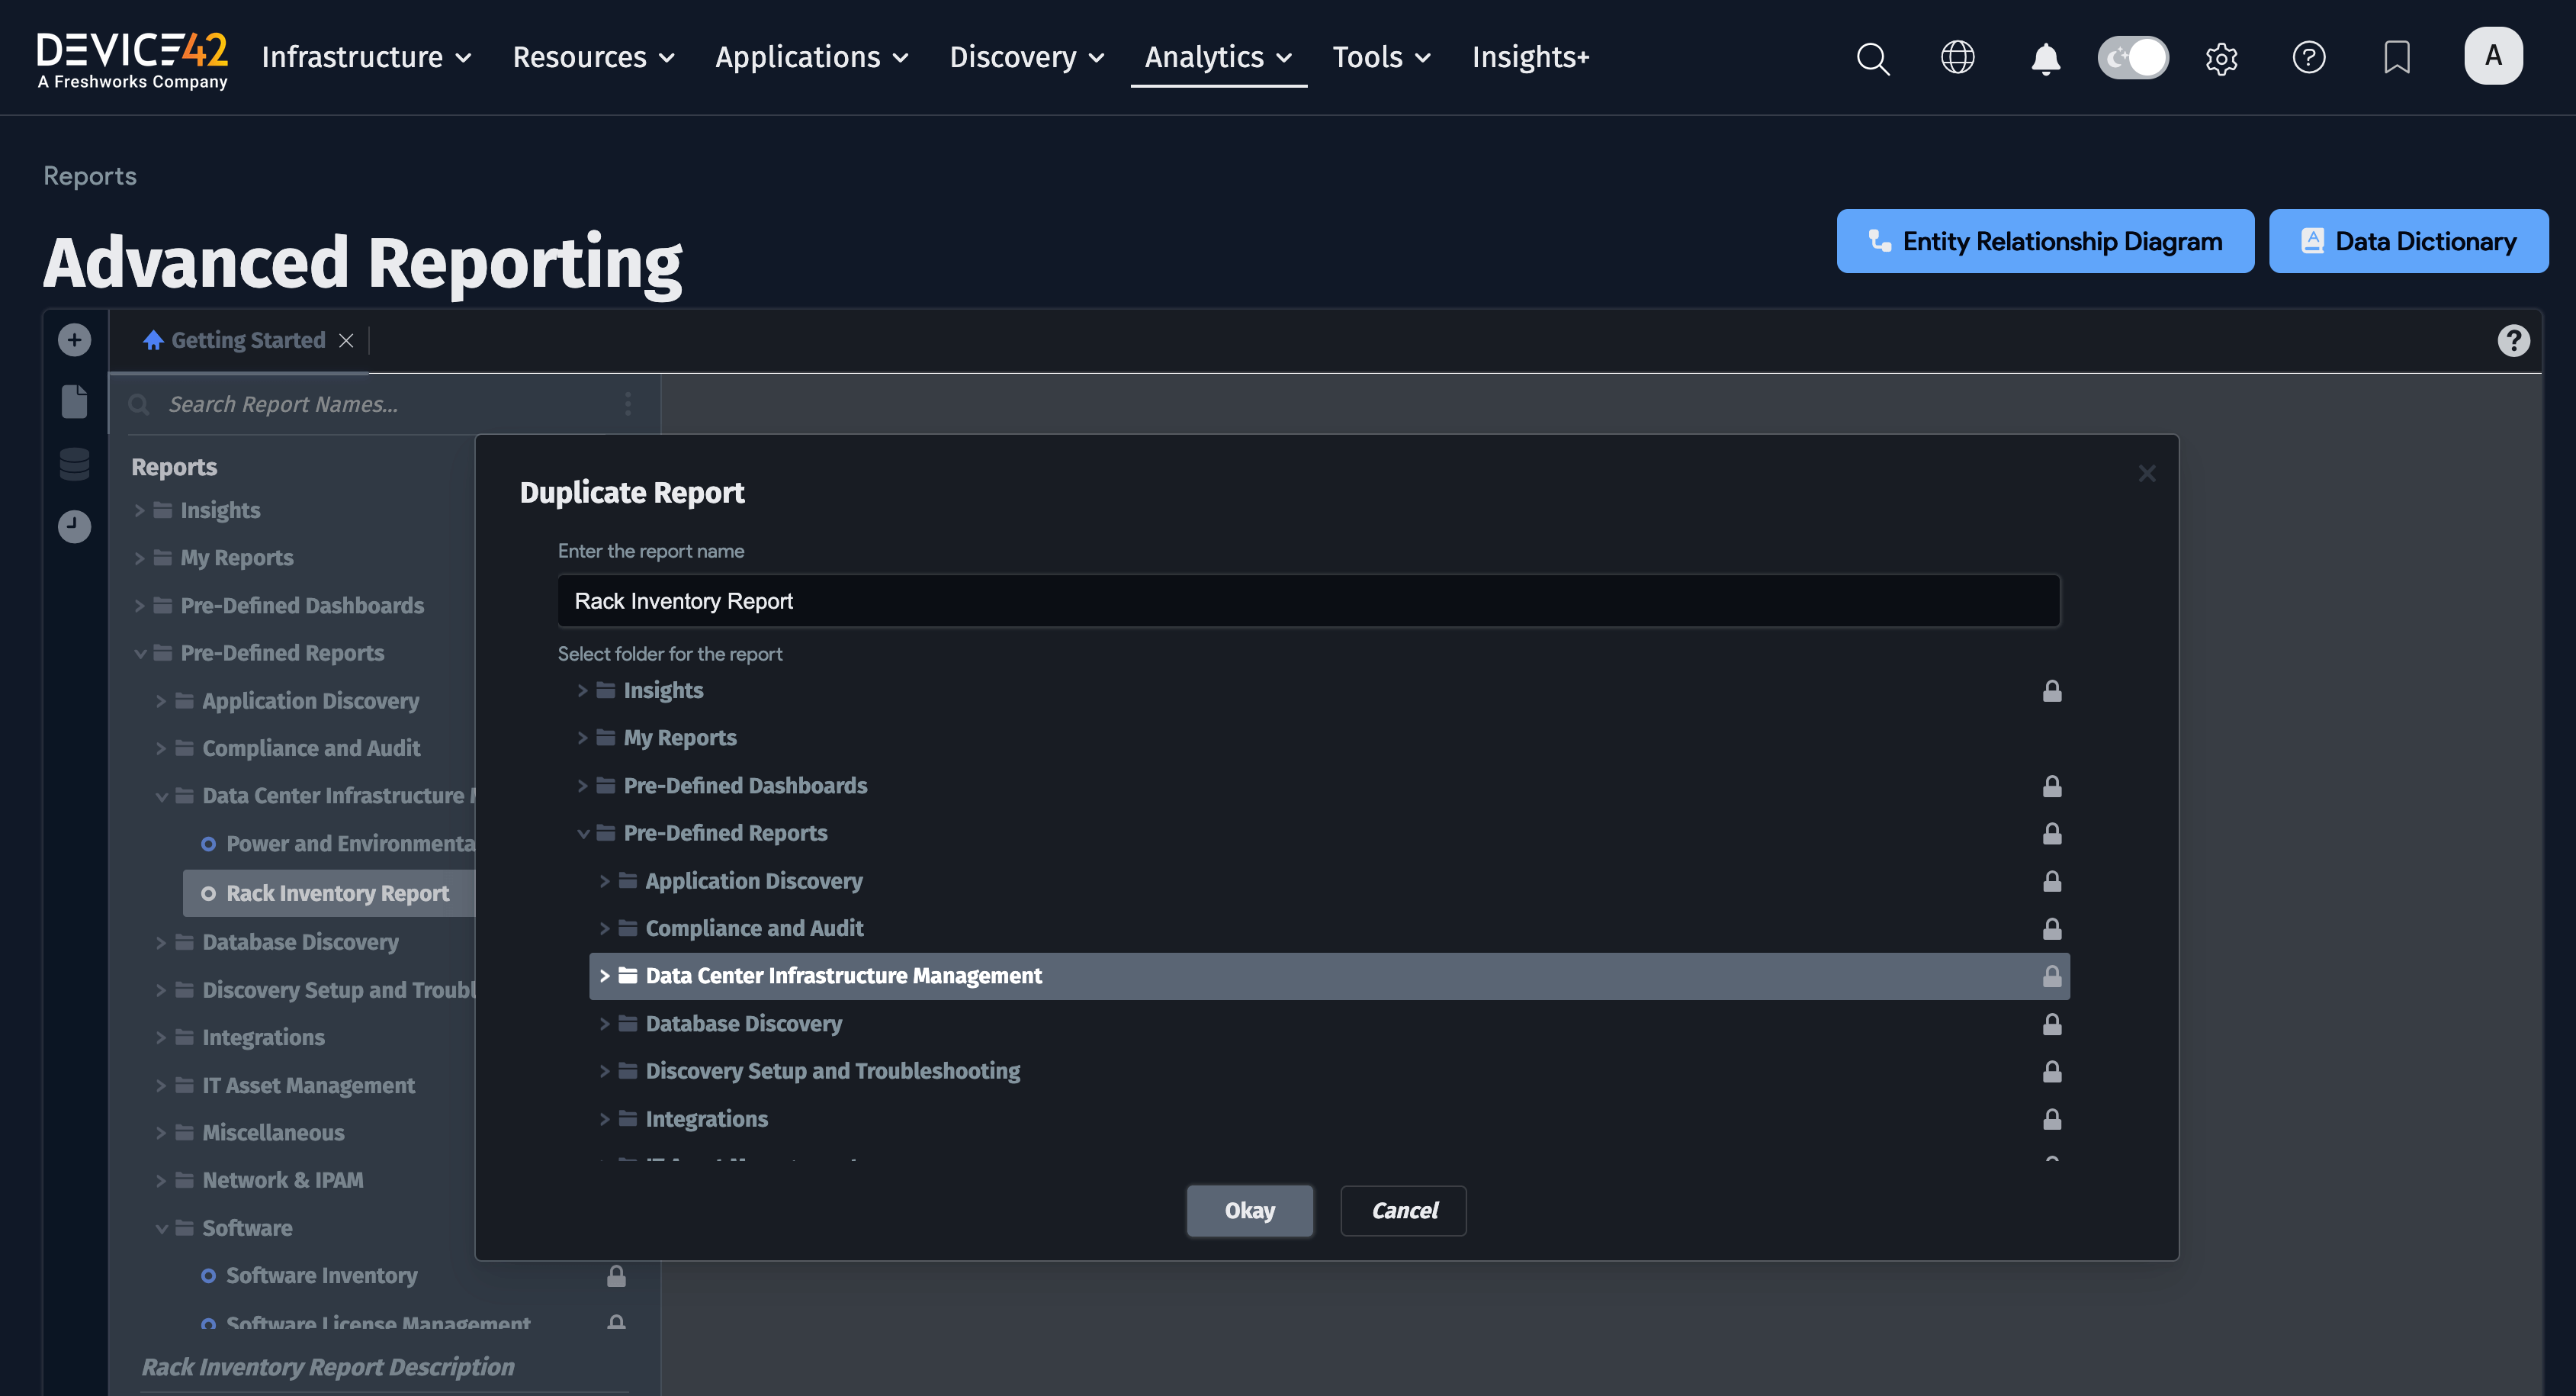 DEVICE42
A Freshworks Company
Infrastructure
Resources
Applications
Discovery
Analytics
Tools
Insights+
A
Reports
Advanced Reporting
Entity Relationship Diagram
Data Dictionary
Getting Started
Search Report Names...
Reports
Insights
My Reports
Pre-Defined Dashboards
Pre-Defined Reports
Application Discovery
Compliance and Audit
Data Center Infrastructure
Power and Environmenta
Rack Inventory Report
Database Discovery
Discovery Setup and Troubl
Integrations
IT Asset Management
Miscellaneous
Network & IPAM
Software
Software Inventory
Software License Management
Rack Inventory Report Description
Duplicate Report
Enter the report name
Rack Inventory Report
Select folder for the report
Insights
My Reports
Pre-Defined Dashboards
Pre-Defined Reports
Application Discovery
Compliance and Audit
Data Center Infrastructure Management
Database Discovery
Discovery Setup and Troubleshooting
Integrations
Okay
Cancel